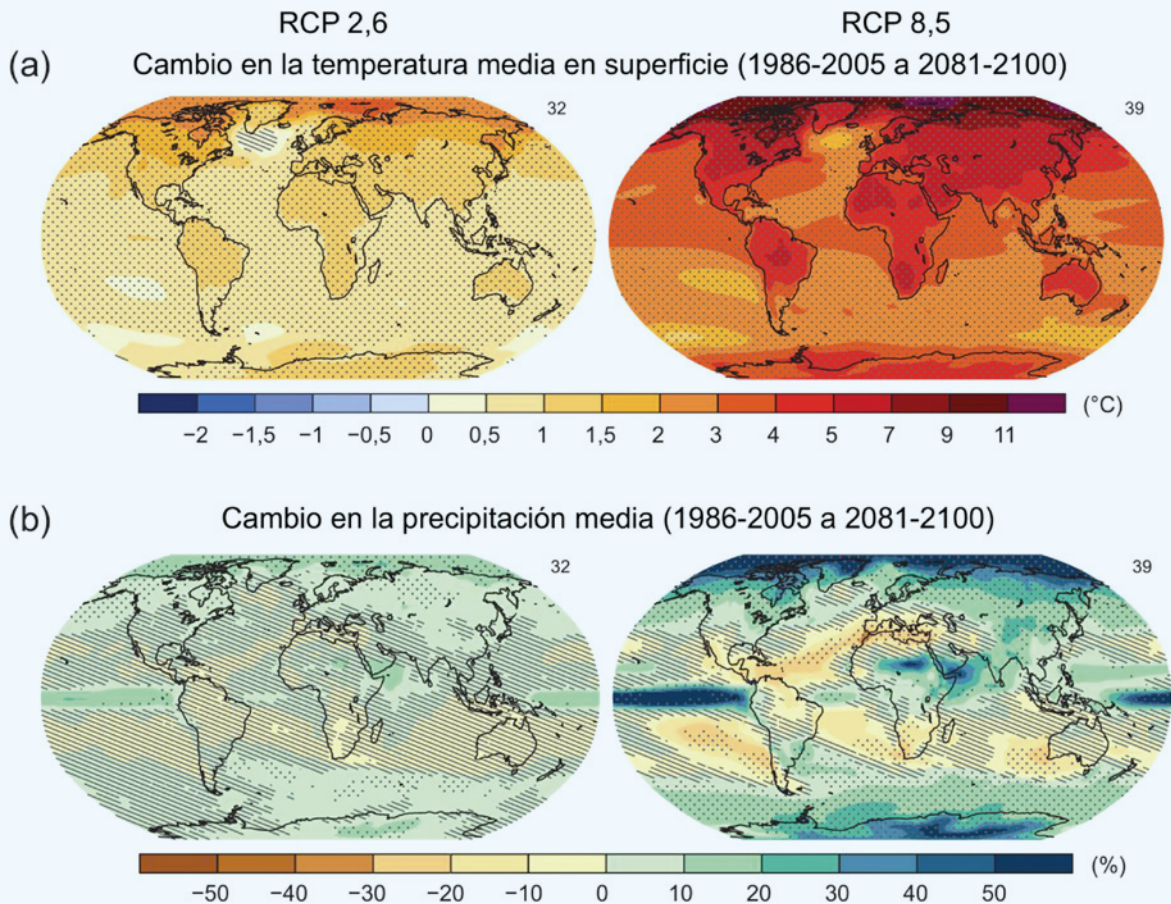 RCP 2,6 RCP 8,5
(a) Cambio en la temperatura media en superficie (1986-2005 a 2081-2100)
32 39
(°C)
−2 −1,5 −1 −0,5 0 0,5 1 1,5 2 3 4 5 7 9 11
(b) Cambio en la precipitación media (1986-2005 a 2081-2100)
32 39
(%)
−50 −40 −30 −20 −10 0 10 20 30 40 50